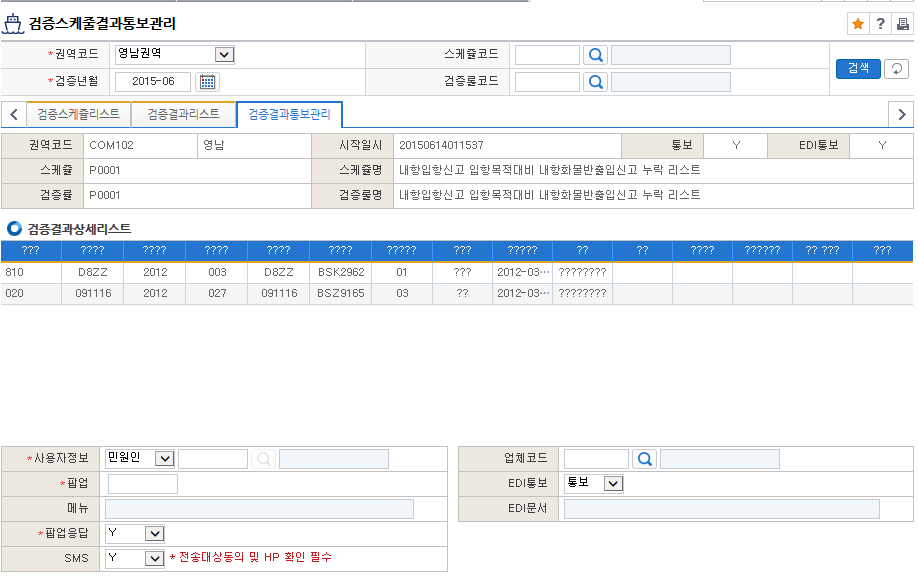 검증스케줄결과통보관리 ?
*권역코드 영남권역 스케쥴코드
*검증년월 2015-06 검증룰코드 검색
검증스케쥴리스트 검증결과리스트 검증결과통보관리
권역코드 COM102 영남 시작일시 20150614011537 통보 Y EDI통보 Y
스케쥴 P0001 스케쥴명 내항입항신고 입항목적대비 내항화물반출입신고 누락 리스트
검증룰 P0001 검증룰명 내항입항신고 입항목적대비 내항화물반출입신고 누락 리스트
검증결과상세리스트
??? ???? ???? ???? ???? ???? ????? ??? ????? ?? ?? ???? ?????? ?? ??? ???
810 D8ZZ 2012 003 D8ZZ BSK2962 01 ??? 2012-03··· ????????
020 091116 2012 027 091116 BSZ9165 03 ?? 2012-03··· ????????
*사용자정보 민원인 업체코드
*팝업 EDI통보 통보
메뉴 EDI문서
*팝업응답 Y
SMS Y * 전송대상동의 및 HP 확인 필수